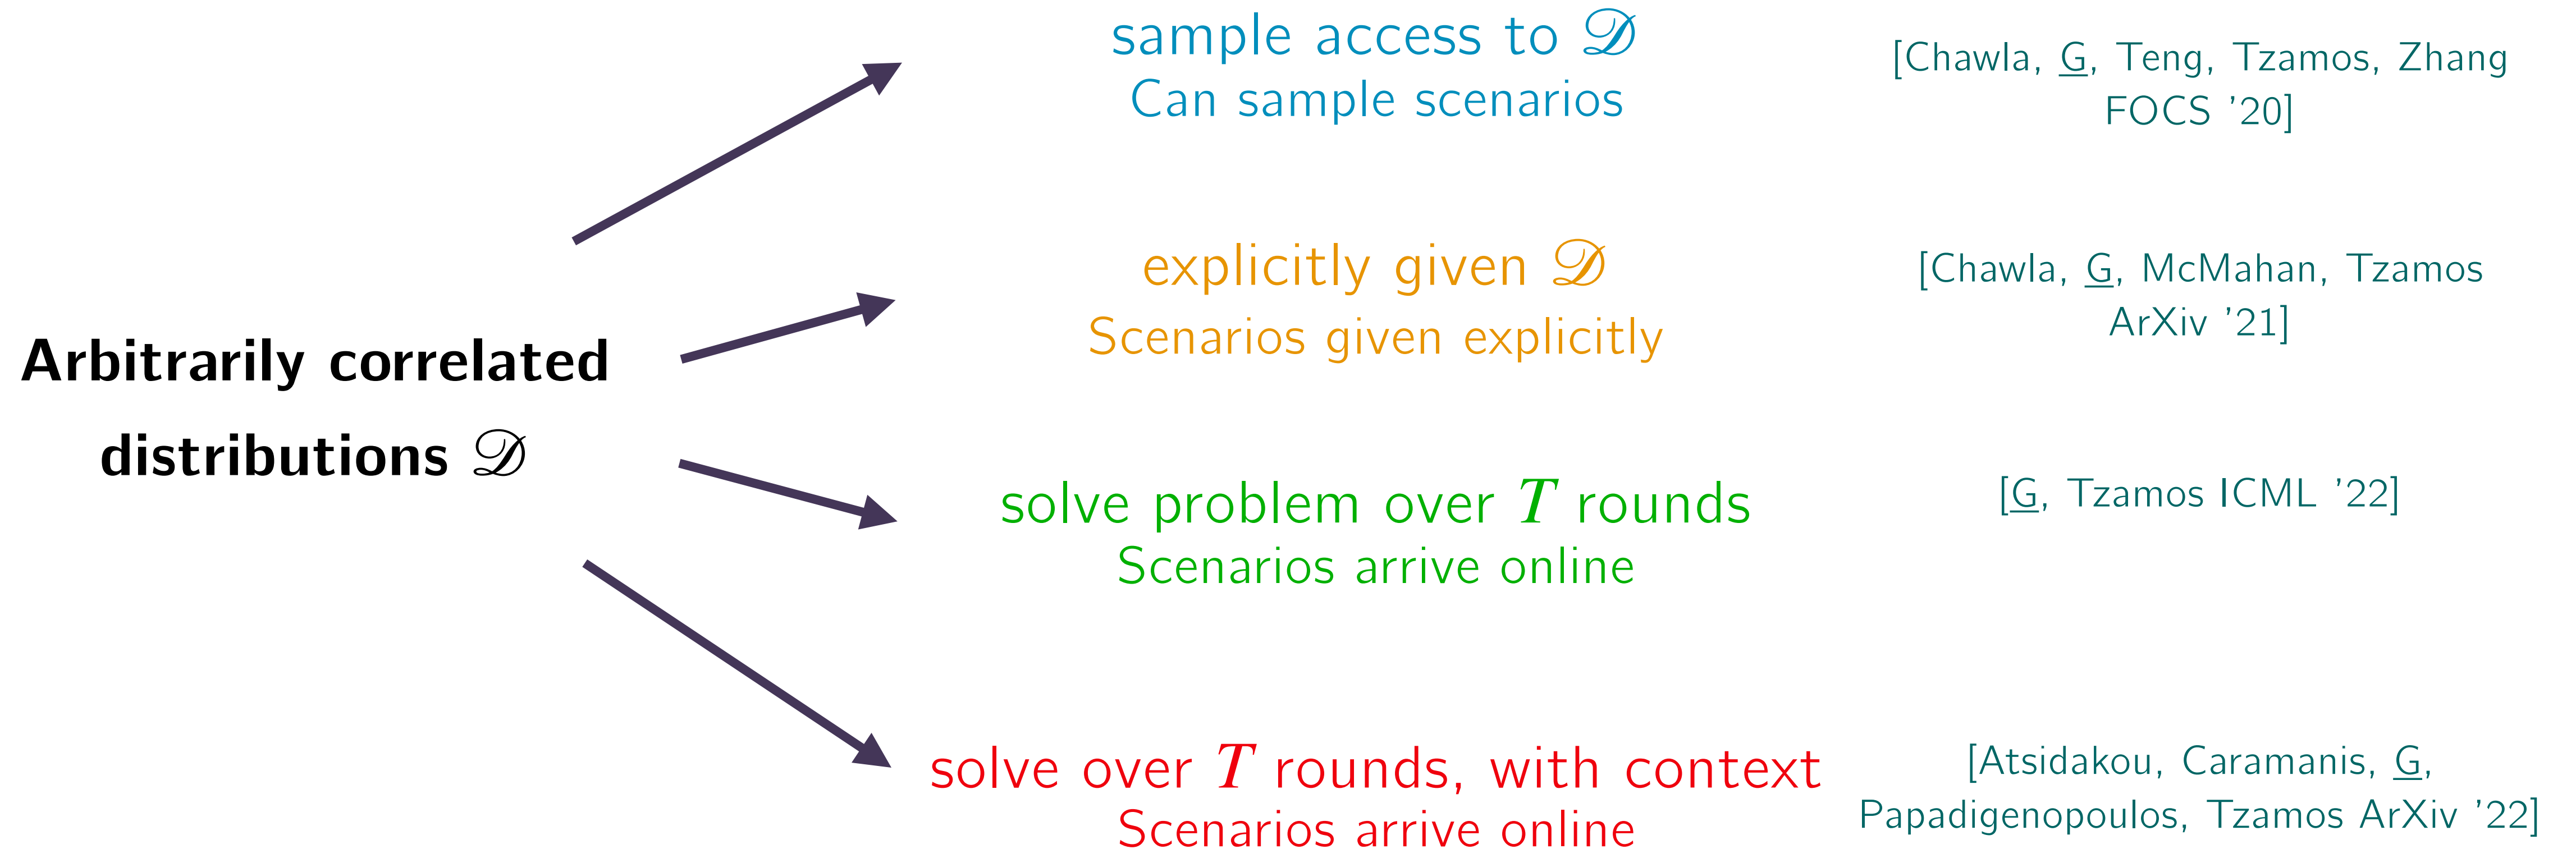 Arbitrarily correlated
distributions 𝒟
sample access to 𝒟
Can sample scenarios
[Chawla, G, Teng, Tzamos, Zhang
FOCS ’20]
explicitly given 𝒟
Scenarios given explicitly
[Chawla, G, McMahan, Tzamos
ArXiv ’21]
solve problem over T rounds
Scenarios arrive online
[G, Tzamos ICML ’22]
solve over T rounds, with context
Scenarios arrive online
[Atsidakou, Caramanis, G,
Papadigenopoulos, Tzamos ArXiv ’22]